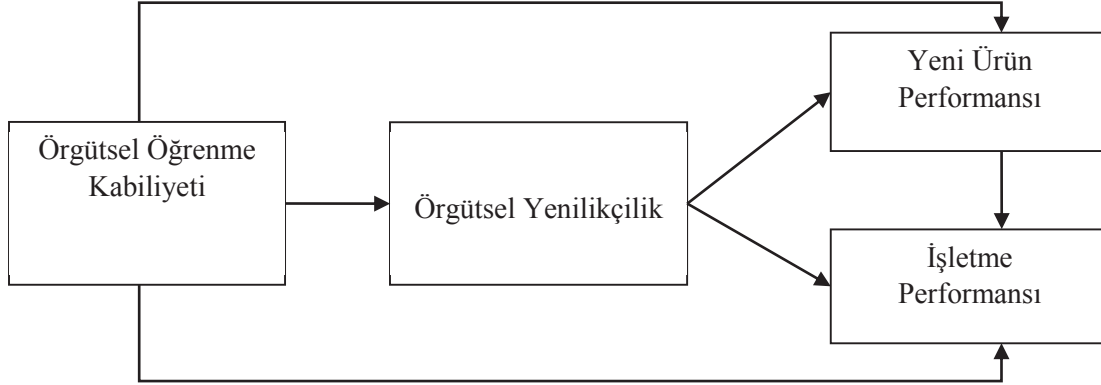 Yeni Ürün
Performansı
Örgütsel Öğrenme
Kabiliyeti
Örgütsel Yenilikçilik
İşletme
Performansı